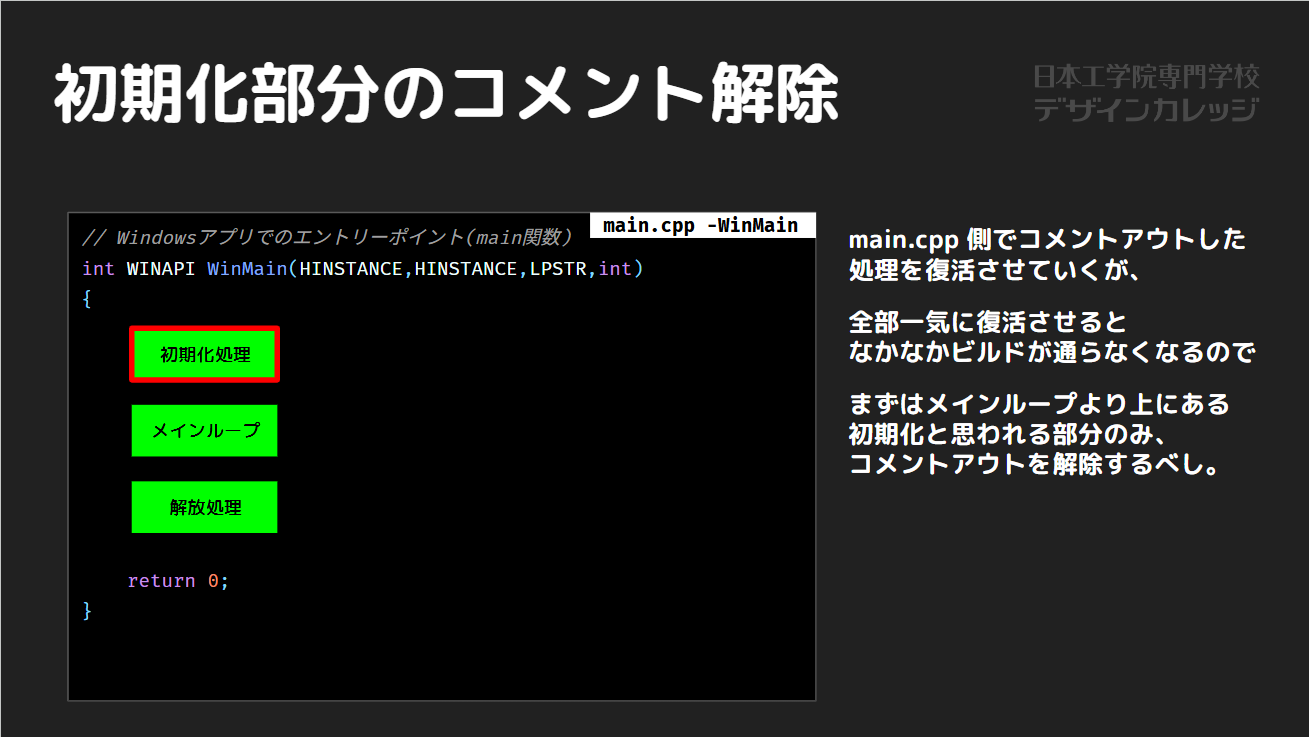 初期化部分のコメント解除
日本工学院専門学校
デザインカレッジ
main.cpp -WinMain
// Windowsアプリでのエントリーポイント(main関数)
int WINAPI WinMain(HINSTANCE,HINSTANCE,LPSTR,int)
{
初期化処理
メインループ
解放処理
return 0;
}
main.cpp 側でコメントアウトした
処理を復活させていくが、
全部一気に復活させると
なかなかビルドが通らなくなるので
まずはメインループより上にある
初期化と思われる部分のみ、
コメントアウトを解除するべし。